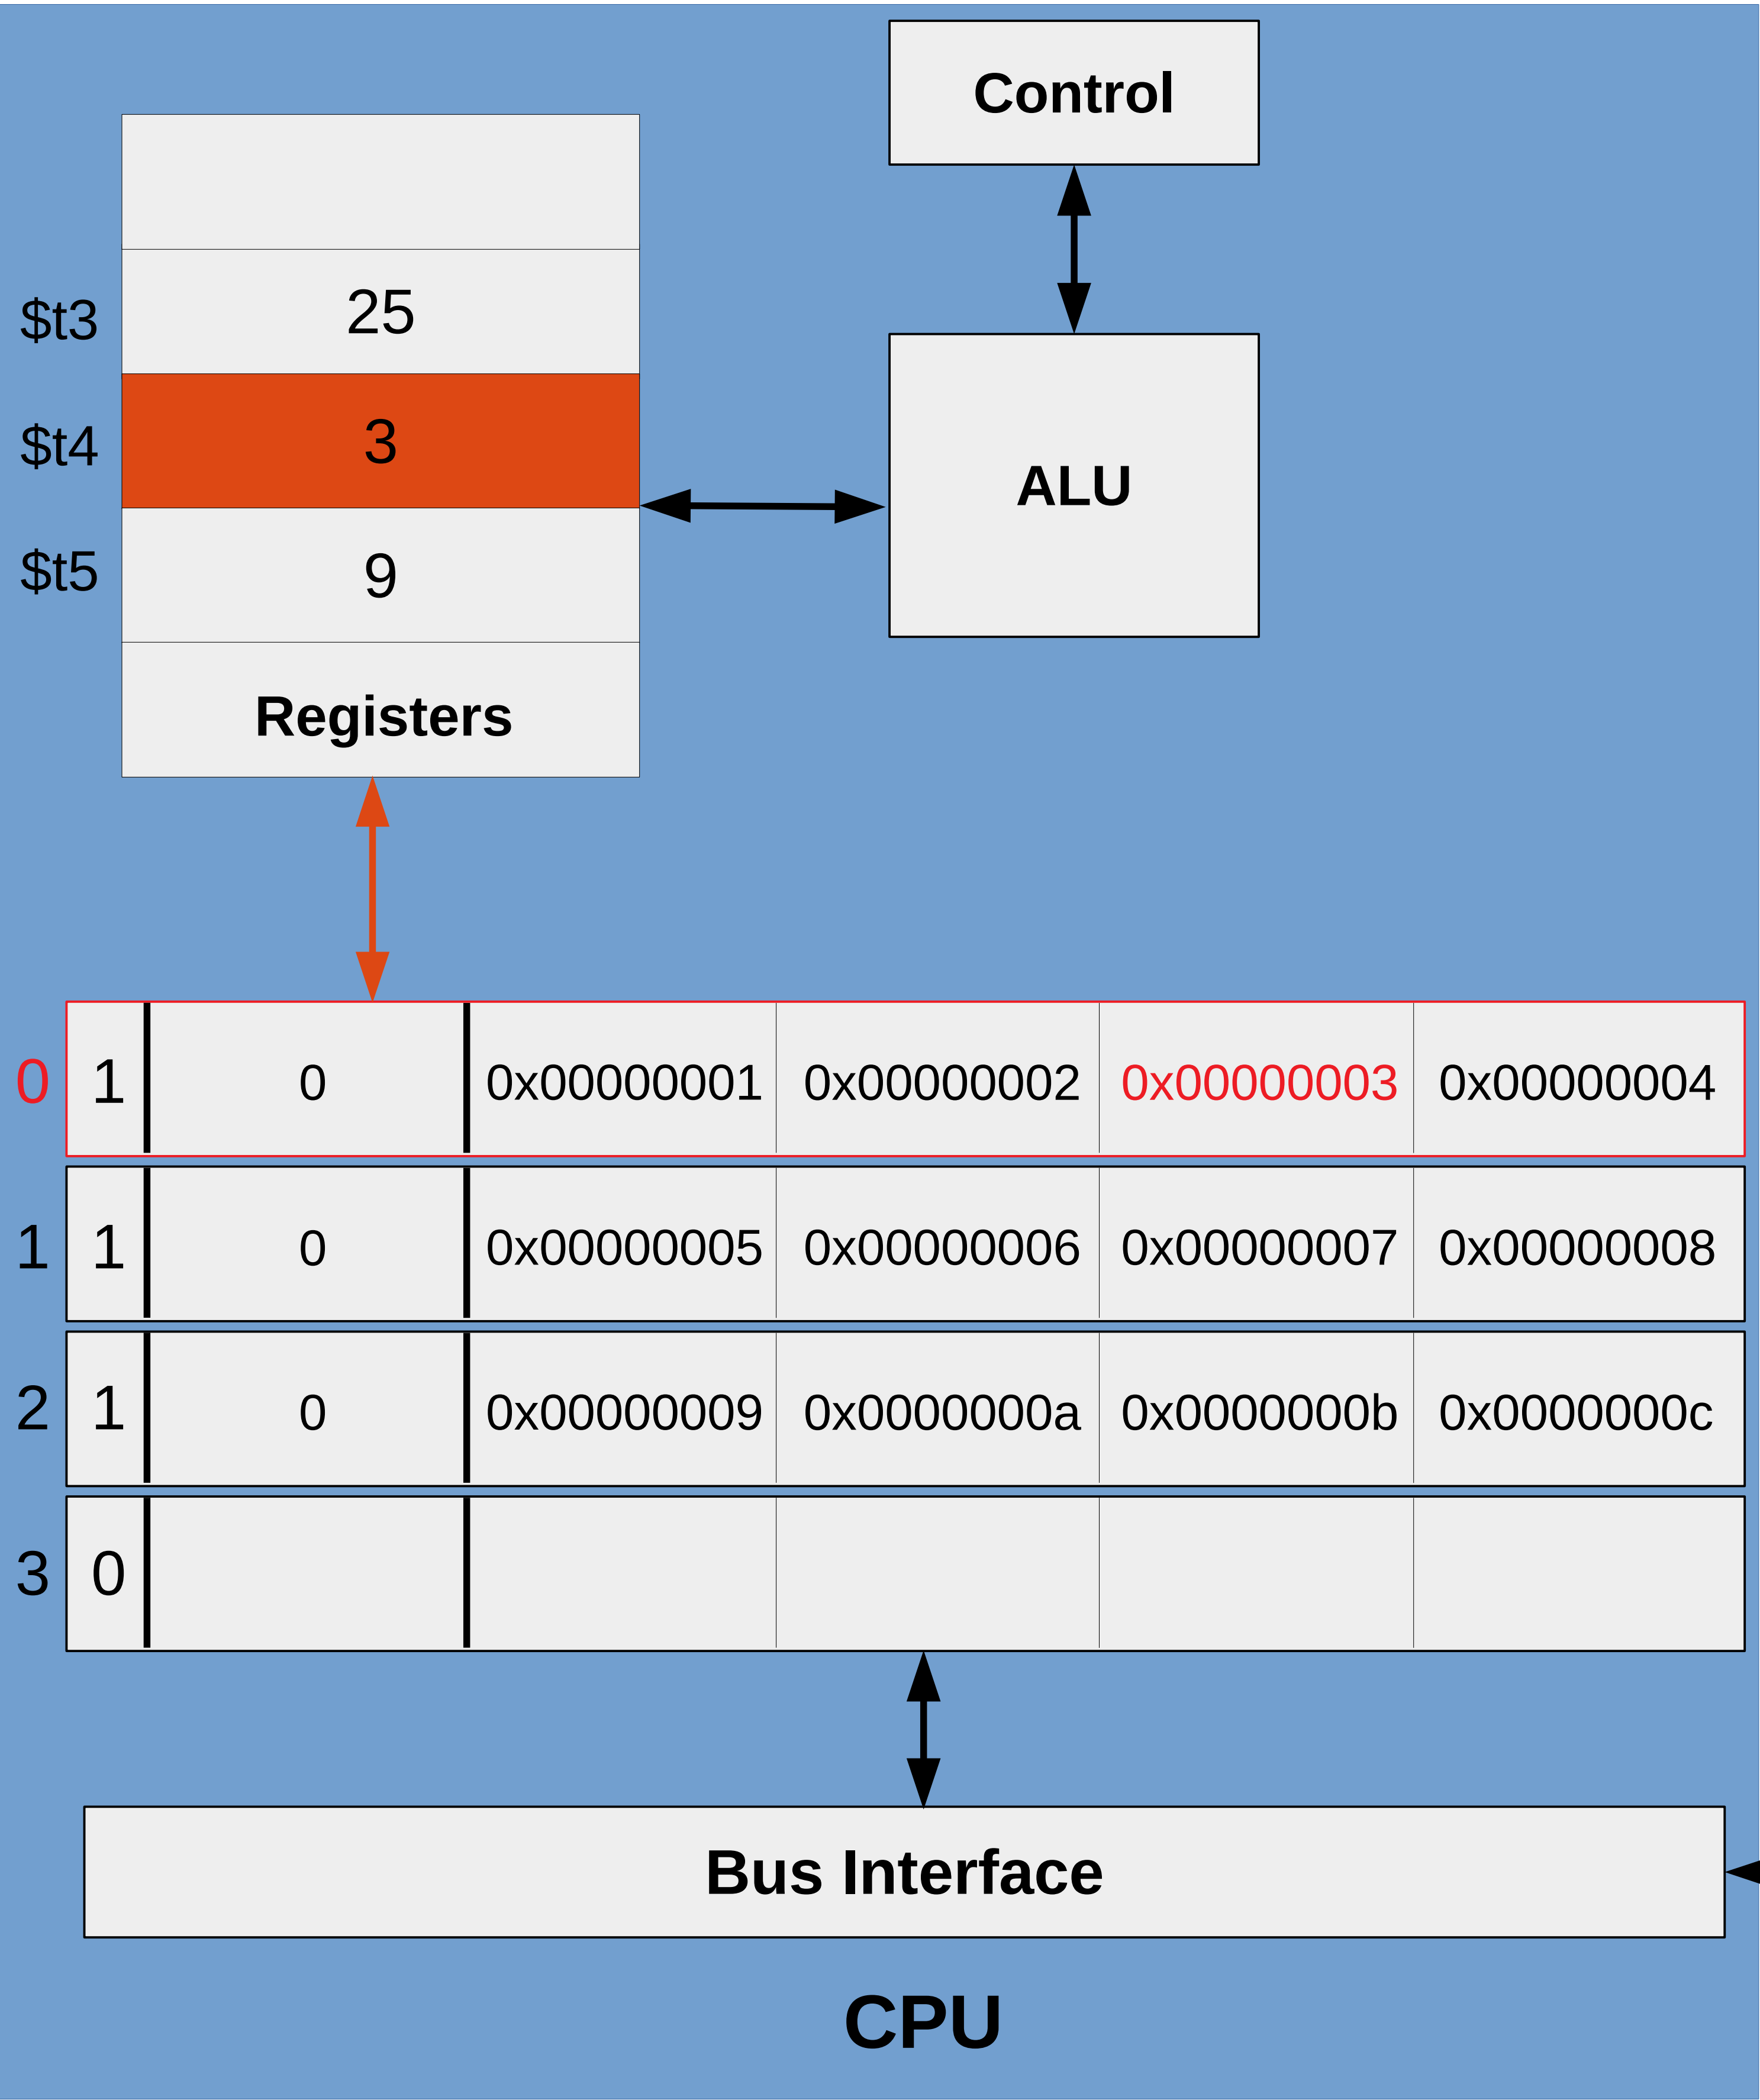 Control
$t3 25
$t4 3
ALU
$t5 9
Registers
0 1 0 0x00000001 0x00000002 0x00000003 0x00000004
1 1 0 0x00000005 0x00000006 0x00000007 0x00000008
2 1 0 0x00000009 0x0000000a 0x0000000b 0x0000000c
3 0
Bus Interface
CPU